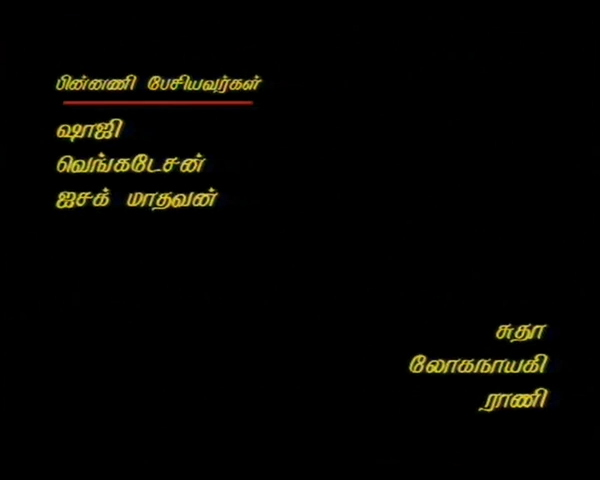 பின்னணி பேசியவர்கள்
ஷாஜி
வெங்கடேசன்
ஐசக் மாதவன்
சுதா
லோகநாயகி
ராணி